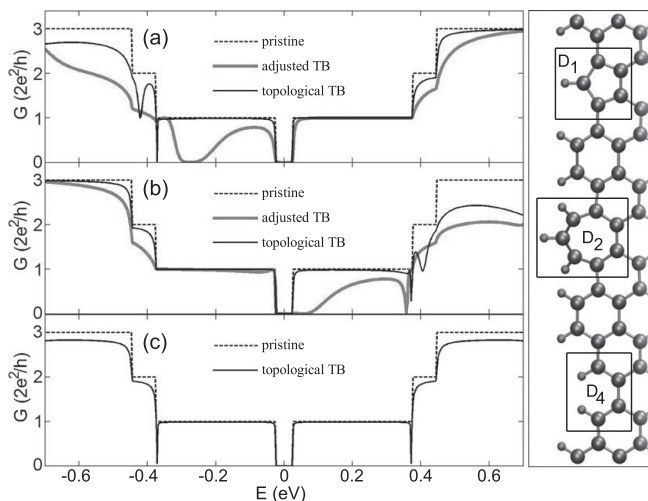 G (2e²/h)
3
2
1
0
(a)
pristine
adjusted TB
topological TB
G (2e²/h)
3
2
1
0
(b)
pristine
adjusted TB
topological TB
G (2e²/h)
3
2
1
0
(c)
pristine
topological TB
-0.6 -0.4 -0.2 0 0.2 0.4 0.6
E (eV)
D₁
D₂
D₄